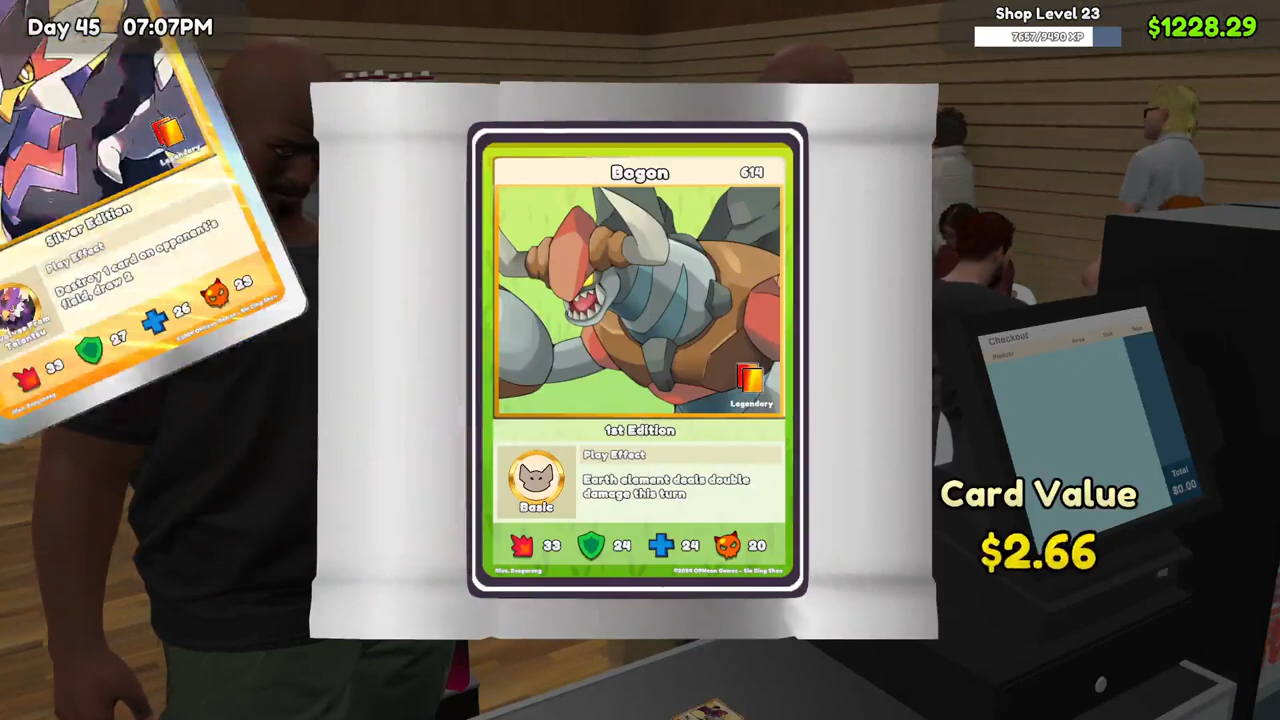 Day 45 07:07PM
Shop Level 23
7657/9490 XP
$1228.29
Legendary
Silver Edition
Play Effect
Destroy 1 card on opponent's
field, draw 2
33 27 26 23
Bogon 614
Legendary
1st Edition
Play Effect
Earth element deals double
damage this turn
Basic
33 24 24 20
Card Value
$2.66
Checkout
Total
$0.00